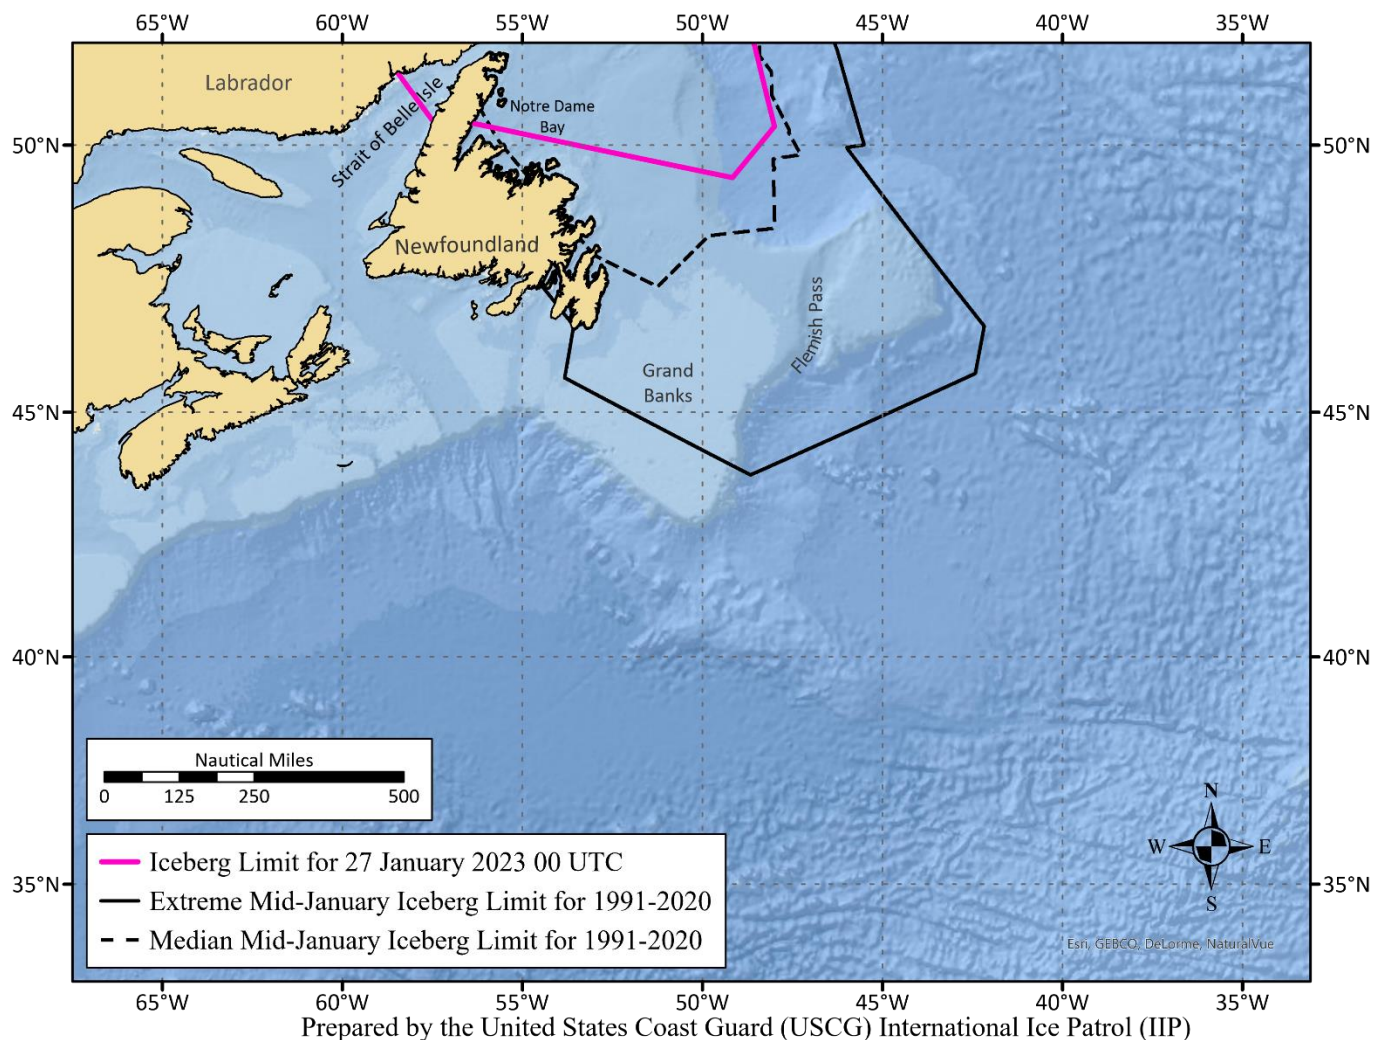 65°W 60°W 55°W 50°W 45°W 40°W 35°W
Labrador
Strait of Belle Isle
Notre Dame
Bay
50°N 50°N
Newfoundland
Flemish Pass
Grand
Banks
45°N 45°N
40°N 40°N
Nautical Miles
0 125 250 500
N
W E
S
Iceberg Limit for 27 January 2023 00 UTC
Extreme Mid-January Iceberg Limit for 1991-2020
Median Mid-January Iceberg Limit for 1991-2020
35°N 35°N
Esri, GEBCO, DeLorme, NaturalVue
65°W 60°W 55°W 50°W 45°W 40°W 35°W
Prepared by the United States Coast Guard (USCG) International Ice Patrol (IIP)